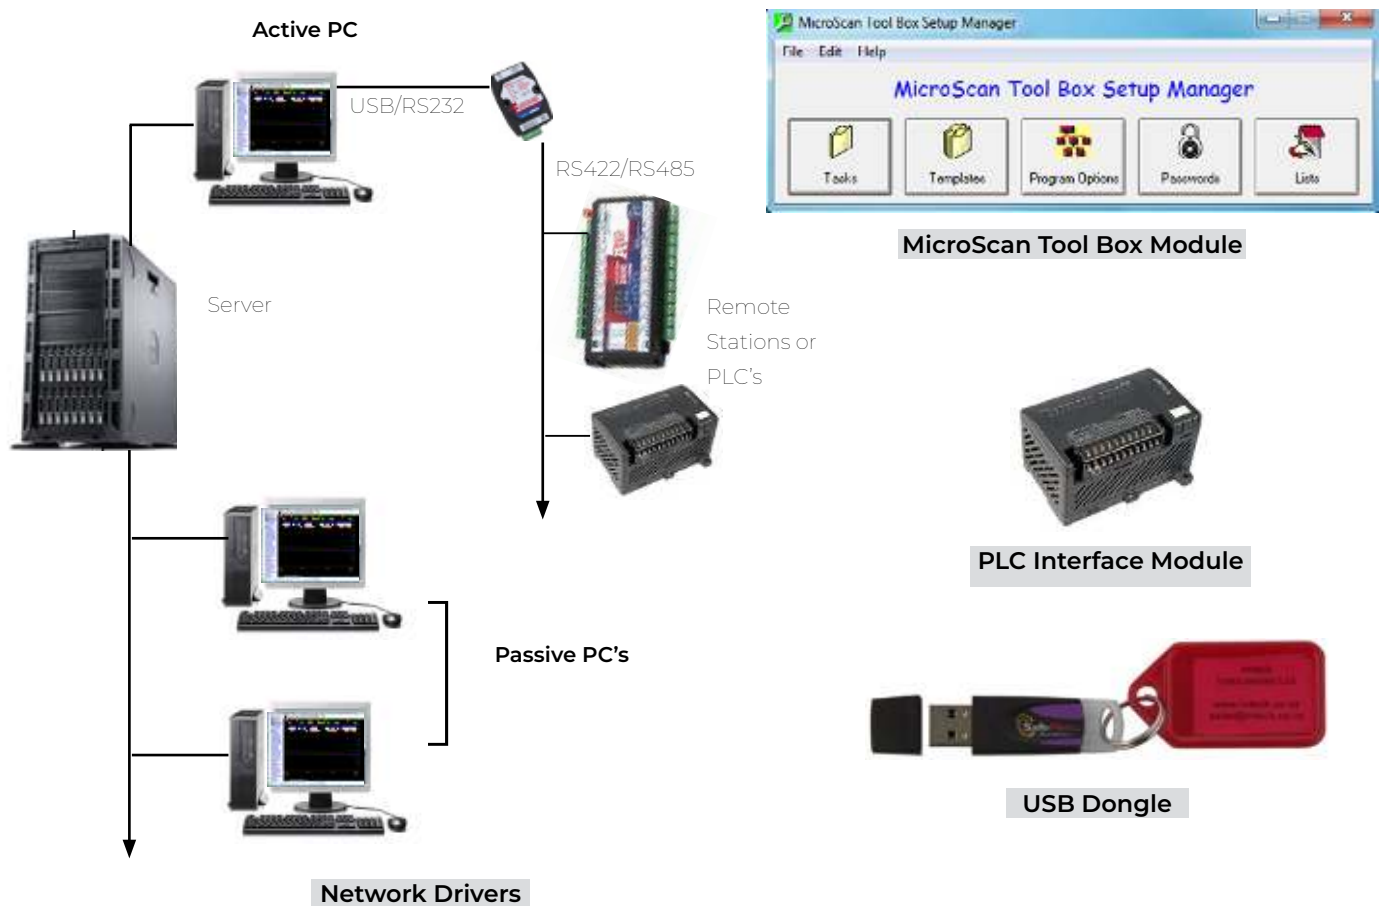 Active PC
USB/RS232
RS422/RS485
Server
Remote
Stations or
PLC's
Passive PC's
Network Drivers
MicroScan Tool Box Setup Manager
File Edit Help
MicroScan Tool Box Setup Manager
Tasks
Templates
Program Options
Passwords
Lists
MicroScan Tool Box Module
PLC Interface Module
USB Dongle